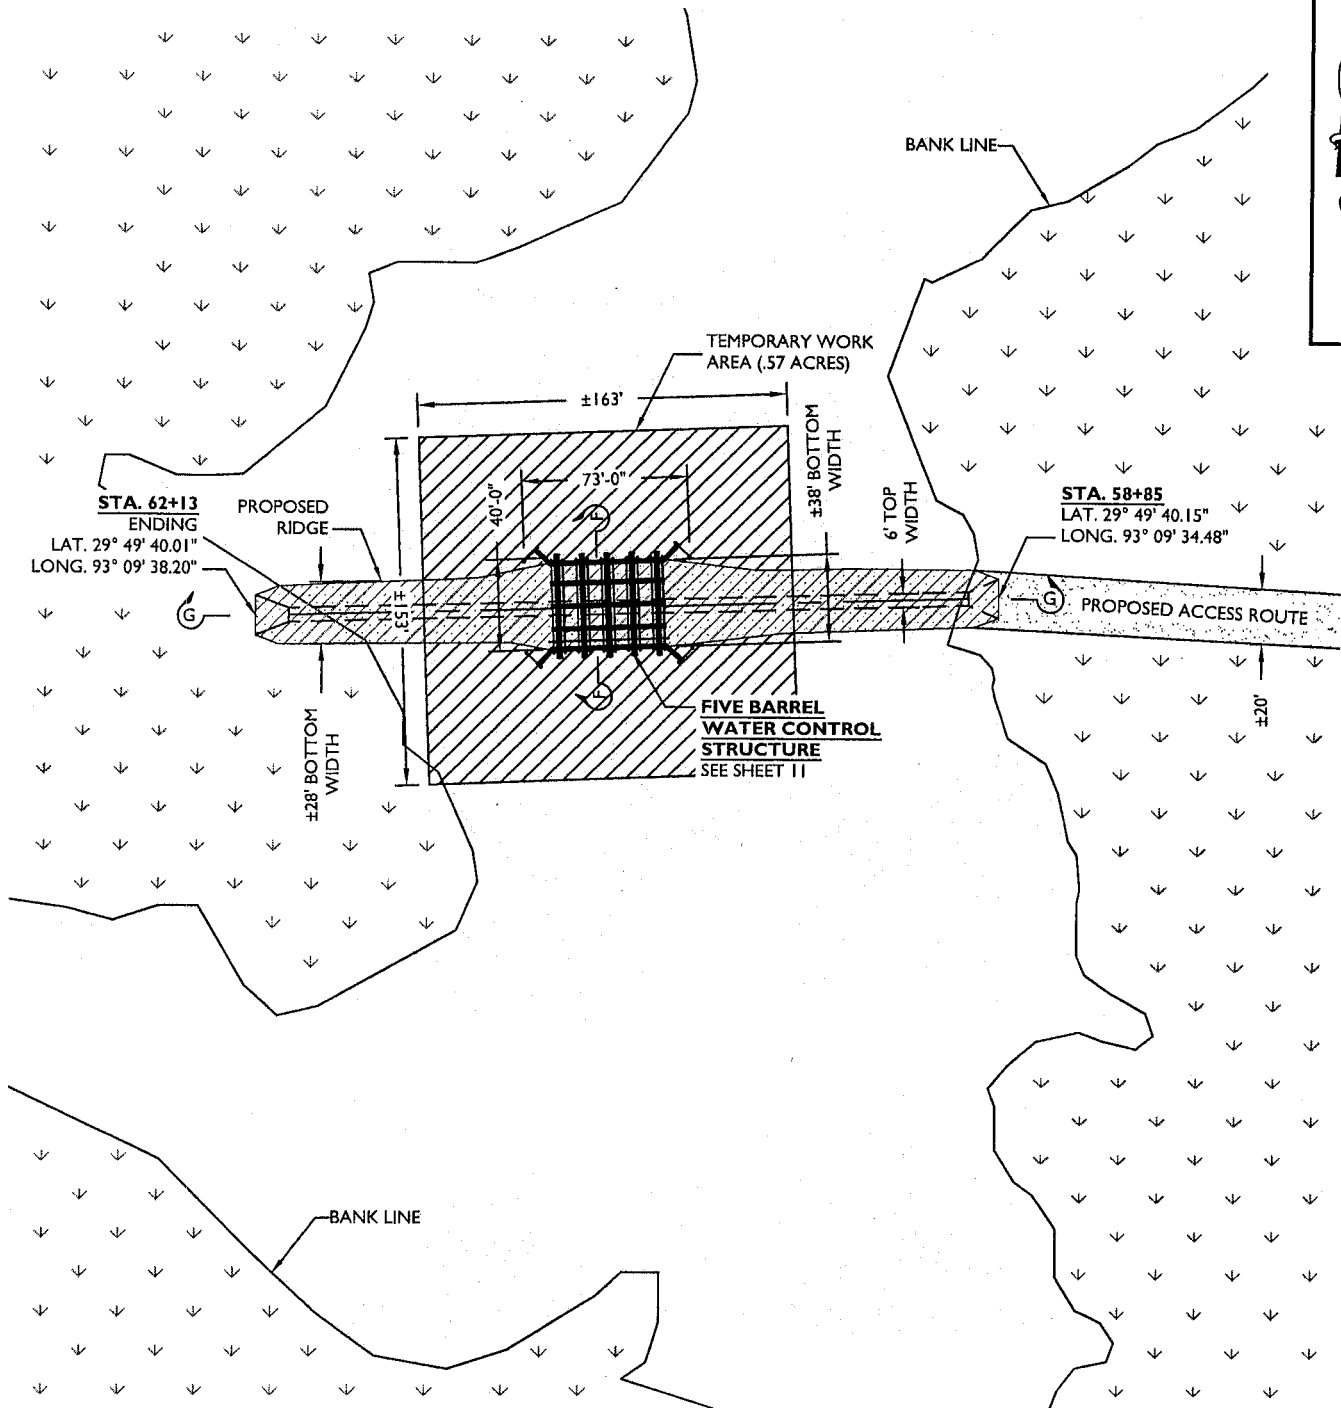 BANK LINE
TEMPORARY WORK
AREA (.57 ACRES)
±163'
±38' BOTTOM
WIDTH
73'-0"
40'-0"
F
6' TOP
WIDTH
STA. 62+13
ENDING
LAT. 29° 49' 40.01"
LONG. 93° 09' 38.20"
PROPOSED
RIDGE
STA. 58+85
LAT. 29° 49' 40.15"
LONG. 93° 09' 34.48"
G
±153'
G
PROPOSED ACCESS ROUTE
F
FIVE BARREL
WATER CONTROL
STRUCTURE
SEE SHEET 11
±28' BOTTOM
WIDTH
±20'
BANK LINE